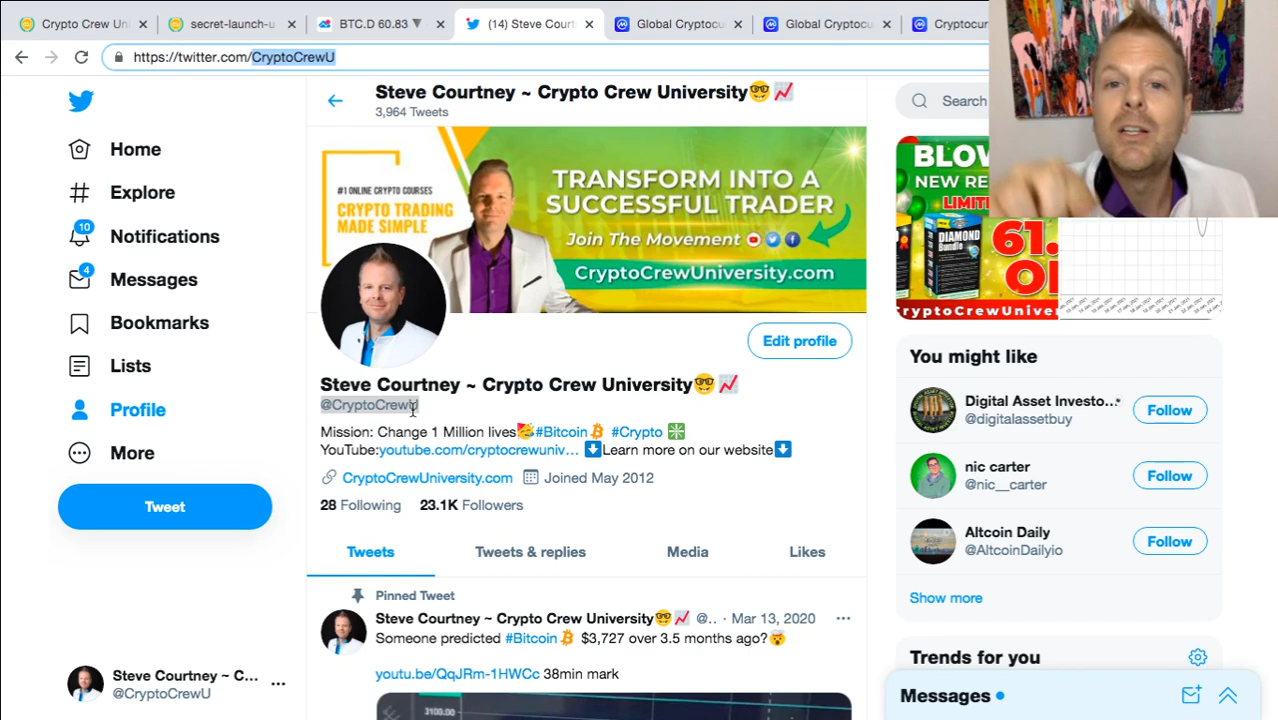 Crypto Crew Un
secret-launch-u
BTC.D 60.83 ▼
(14) Steve Court
Global Cryptocu
Global Cryptocur
Cryptocur
https://twitter.com/CryptoCrewU
Steve Courtney ~ Crypto Crew University🤓📈
3,964 Tweets
Search
Home
Explore
10
Notifications
4
Messages
Bookmarks
Lists
Profile
More
Tweet
#1 ONLINE CRYPTO COURSES
CRYPTO TRADING
MADE SIMPLE
TRANSFORM INTO A
SUCCESSFUL TRADER
Join The Movement
CryptoCrewUniversity.com
BLOW
NEW RE
LIMIT
DIAMOND
Bundle
61.
O
CryptoCrewUniver
Edit profile
Steve Courtney ~ Crypto Crew University🤓📈
@CryptoCrewU
Mission: Change 1 Million lives🥳#Bitcoin #Crypto ❇️
YouTube:youtube.com/cryptocrewuniv… ⬇️Learn more on our website⬇️
CryptoCrewUniversity.com Joined May 2012
28 Following 23.1K Followers
Tweets Tweets & replies Media Likes
Pinned Tweet
Steve Courtney ~ Crypto Crew University🤓📈 @.. · Mar 13, 2020 ···
Someone predicted #Bitcoin $3,727 over 3.5 months ago?🤯
youtu.be/QqJRm-1HWCc 38min mark
3100.00
You might like
Digital Asset Investo...
@digitalassetbuy
Follow
nic carter
@nic__carter
Follow
Altcoin Daily
@AltcoinDailyio
Follow
Show more
Trends for you
Messages
Steve Courtney ~ C...
@CryptoCrewU